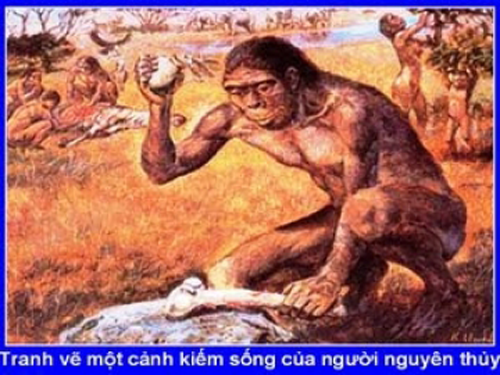 Tranh vẽ một cảnh kiếm sống của người nguyên thủy